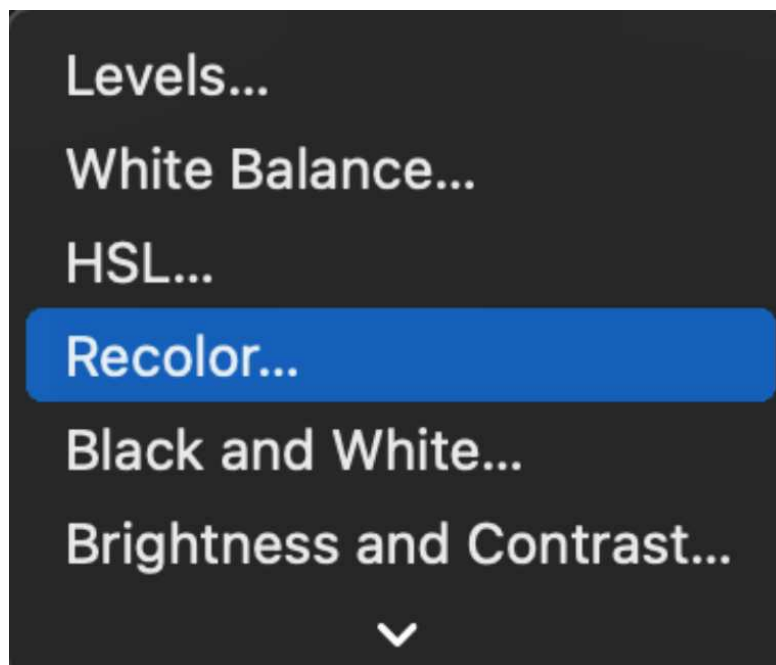 Levels...
White Balance...
HSL...
Recolor...
Black and White...
Brightness and Contrast...